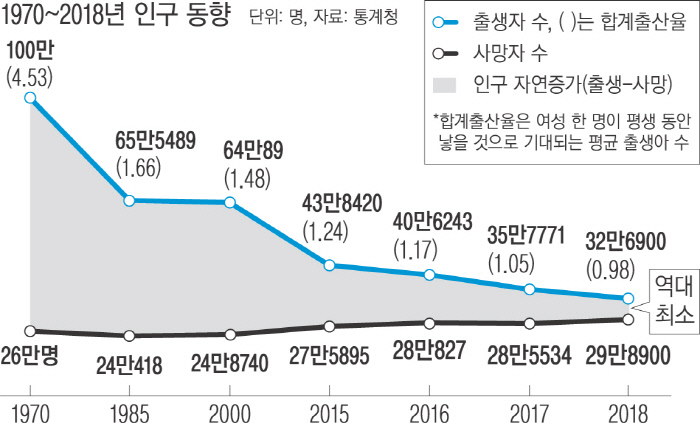 1970~2018년 인구 동향 단위: 명, 자료: 통계청
출생자 수, ( )는 합계출산율
사망자 수
인구 자연증가(출생-사망)
*합계출산율은 여성 한 명이 평생 동안
낳을 것으로 기대되는 평균 출생아 수
100만
(4.53)
65만5489
(1.66)
64만89
(1.48)
43만8420
(1.24)
40만6243
(1.17)
35만7771
(1.05)
32만6900
(0.98)
역대
최소
26만명
24만418
24만8740
27만5895
28만827
28만5534
29만8900
1970
1985
2000
2015
2016
2017
2018